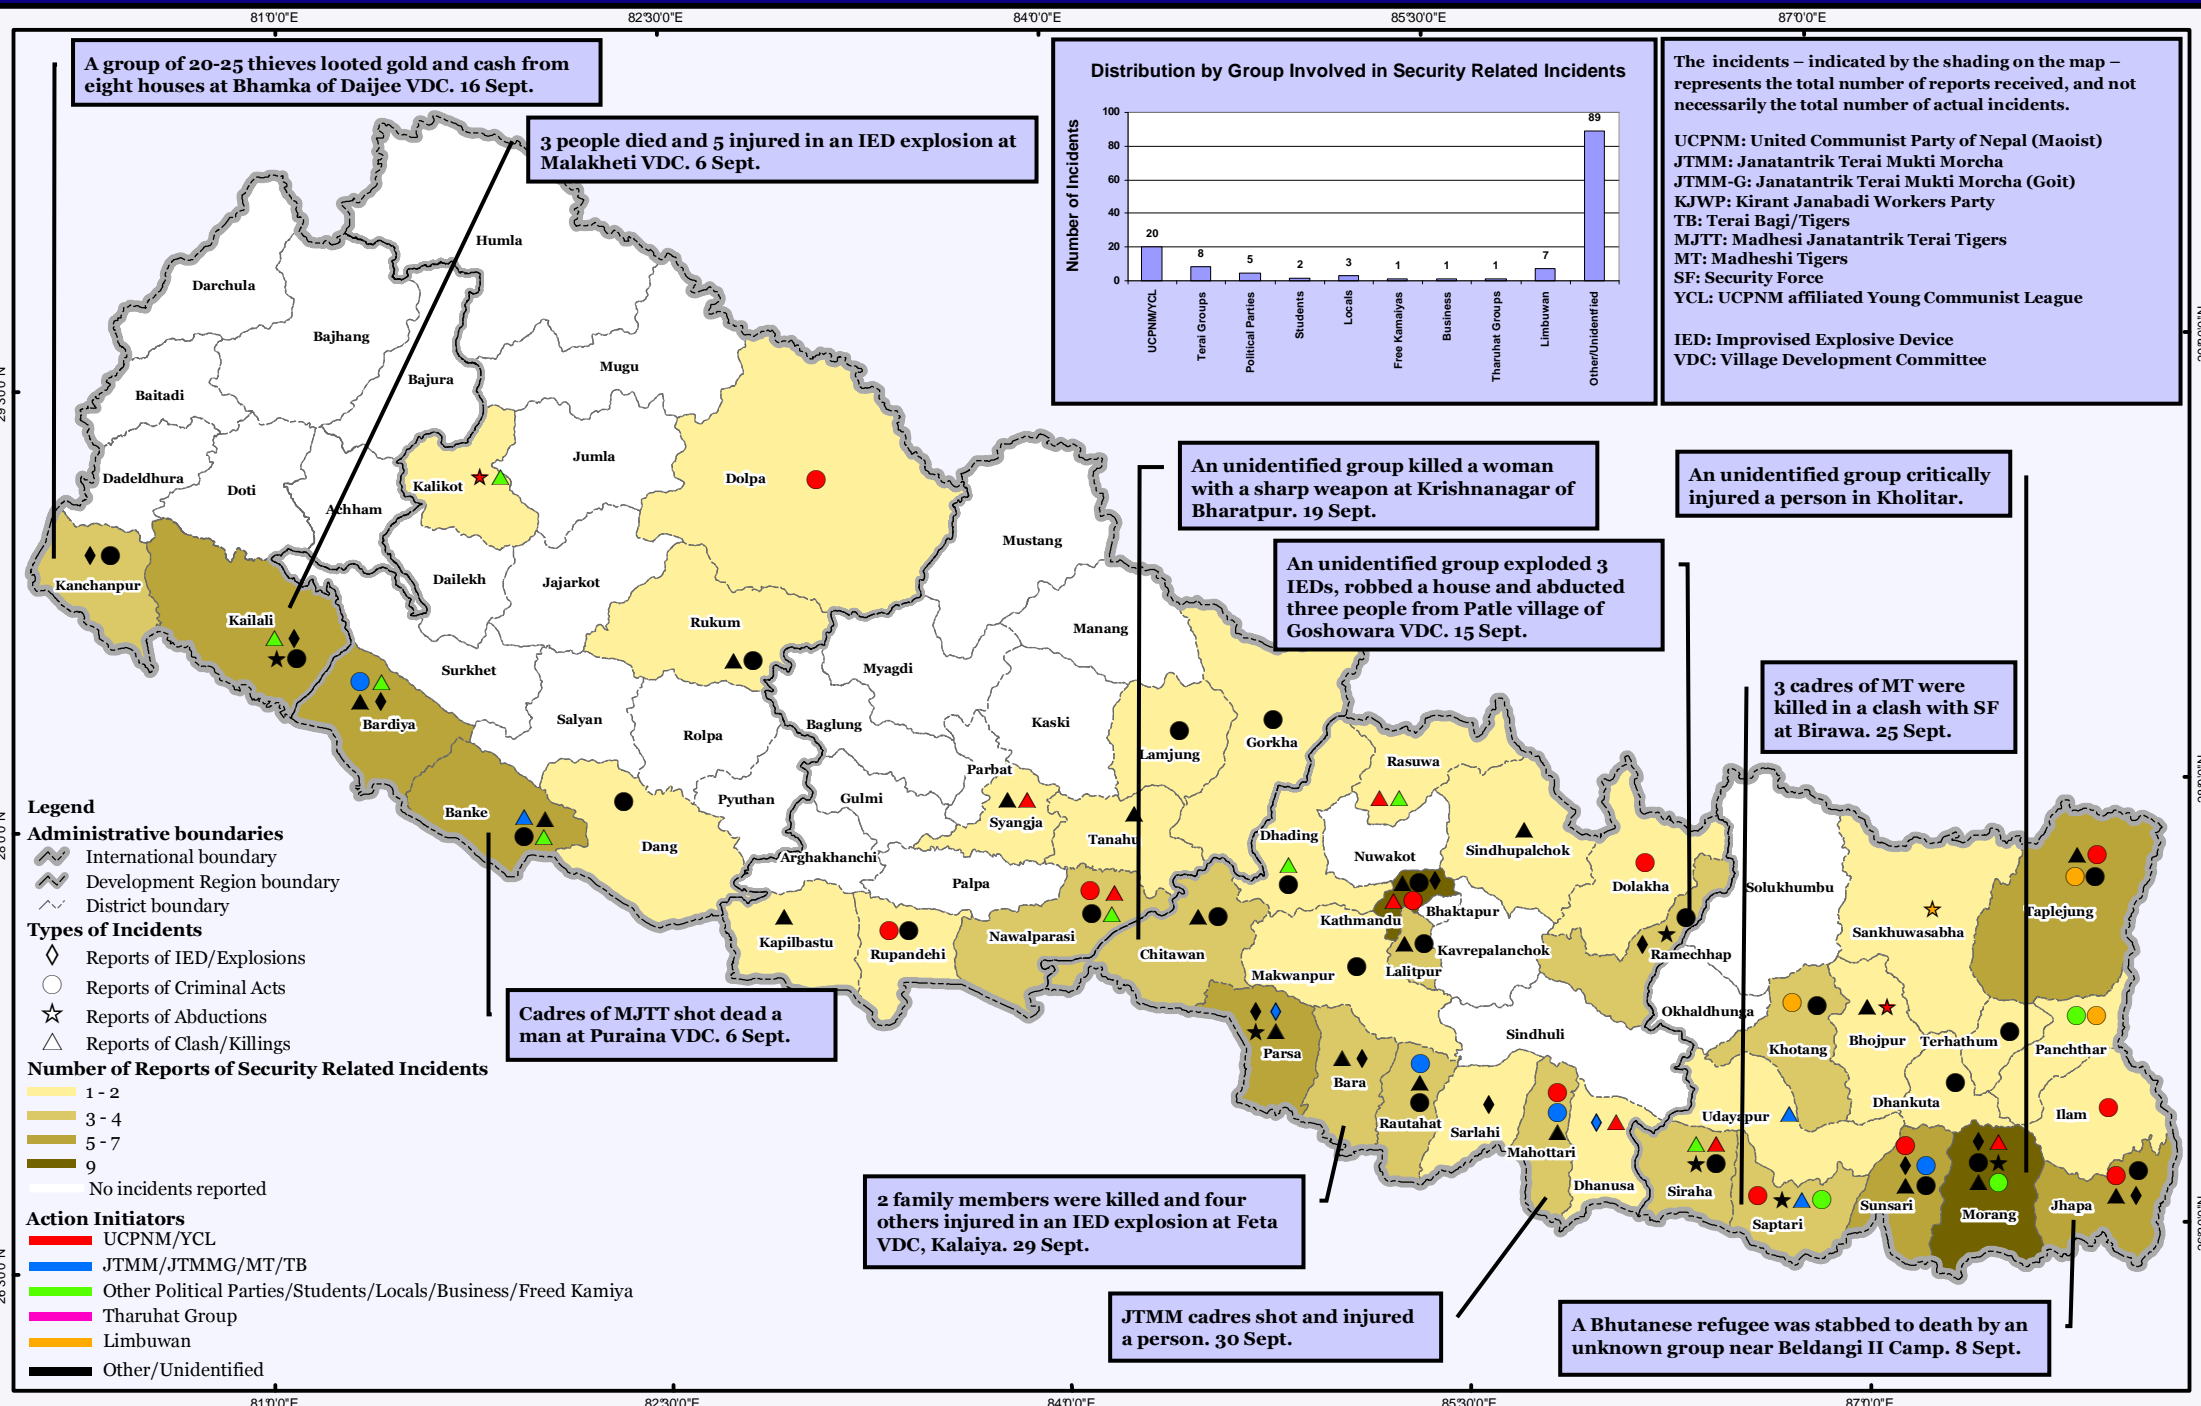 81°0'0"E
82°30'0"E
84°0'0"E
85°30'0"E
87°0'0"E
A group of 20-25 thieves looted gold and cash from
eight houses at Bhamka of Daijee VDC. 16 Sept.
3 people died and 5 injured in an IED explosion at
Malakheti VDC. 6 Sept.
Distribution by Group Involved in Security Related Incidents
Number of Incidents
100
80
60
40
20
0
20
8
5
2
3
1
1
1
7
89
UCPNM/YCL
Terai Groups
Political Parties
Students
Locals
Free Kamaiyas
Business
Tharuhat Groups
Limbuwan
Other/Unidentified
The incidents – indicated by the shading on the map –
represents the total number of reports received, and not
necessarily the total number of actual incidents.
UCPNM: United Communist Party of Nepal (Maoist)
JTMM: Janatantrik Terai Mukti Morcha
JTMM-G: Janatantrik Terai Mukti Morcha (Goit)
KJWP: Kirant Janabadi Workers Party
TB: Terai Bagi/Tigers
MJTT: Madhesi Janatantrik Terai Tigers
MT: Madheshi Tigers
SF: Security Force
YCL: UCPNM affiliated Young Communist League
IED: Improvised Explosive Device
VDC: Village Development Committee
An unidentified group killed a woman
with a sharp weapon at Krishnanagar of
Bharatpur. 19 Sept.
An unidentified group critically
injured a person in Kholitar.
An unidentified group exploded 3
IEDs, robbed a house and abducted
three people from Patle village of
Goshowara VDC. 15 Sept.
3 cadres of MT were
killed in a clash with SF
at Birawa. 25 Sept.
Humla
Darchula
Bajhang
Mugu
Bajura
Baitadi
Jumla
Dadeldhura
Doti
Kalikot
Dolpa
Achham
Mustang
Dailekh
Jajarkot
Kanchanpur
Kailali
Rukum
Manang
Myagdi
Surkhet
Salyan
Bardiya
Rolpa
Baglung
Kaski
Lamjung
Gorkha
Parbat
Rasuwa
Pyuthan
Gulmi
Banke
Syangja
Tanahu
Dhading
Dang
Arghakhanchi
Nuwakot
Sindhupalchok
Palpa
Dolakha
Solukhumbu
Kathmandu
Bhaktapur
Taplejung
Sankhuwasabha
Kapilbastu
Nawalparasi
Rupandehi
Chitawan
Kavrepalanchok
Ramechhap
Makwanpur
Lalitpur
Okhaldhunga
Sindhuli
Khotang
Bhojpur
Terhathum
Panchthar
Parsa
Bara
Dhankuta
Udayapur
Ilam
Rautahat
Sarlahi
Mahottari
Dhanusa
Siraha
Saptari
Sunsari
Morang
Jhapa
Legend
Administrative boundaries
International boundary
Development Region boundary
District boundary
Types of Incidents
Reports of IED/Explosions
Reports of Criminal Acts
Reports of Abductions
Reports of Clash/Killings
Number of Reports of Security Related Incidents
1 - 2
3 - 4
5 - 7
9
No incidents reported
Action Initiators
UCPNM/YCL
JTMM/JTMMG/MT/TB
Other Political Parties/Students/Locals/Business/Freed Kamiya
Tharuhat Group
Limbuwan
Other/Unidentified
Cadres of MJTT shot dead a
man at Puraina VDC. 6 Sept.
2 family members were killed and four
others injured in an IED explosion at Feta
VDC, Kalaiya. 29 Sept.
JTMM cadres shot and injured
a person. 30 Sept.
A Bhutanese refugee was stabbed to death by an
unknown group near Beldangi II Camp. 8 Sept.
81°0'0"E
82°30'0"E
84°0'0"E
85°30'0"E
87°0'0"E